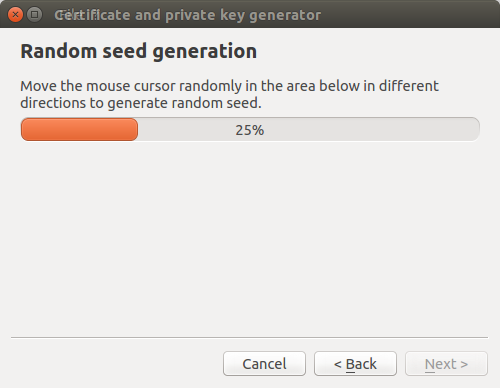 Certificate and private key generator
Random seed generation
Move the mouse cursor randomly in the area below in different
directions to generate random seed.
25%
Cancel
< Back
Next >